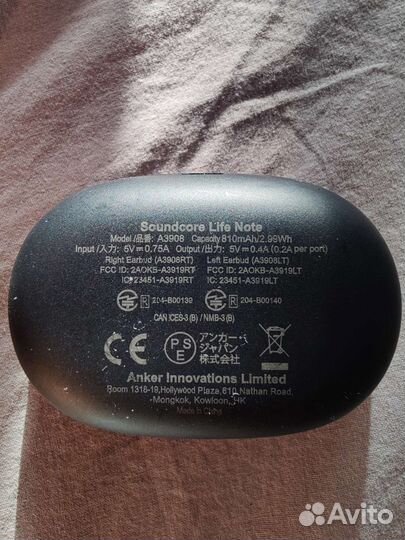 Soundcore Life Note
Model/品番: A3908 Capacity 810mAh/2.99Wh
Input/入力: 5V⎓0.75A Output/出力: 5V⎓0.4A (0.2A per port)
Right Earbud (A3908RT) Left Earbud (A3908LT)
FCC ID: 2AOKB-A3919RT FCC ID: 2AOKB-A3919LT
IC: 23451-A3919RT IC: 23451-A3919LT
R 204-B00139 R 204-B00140
CAN ICES-3 (B) / NMB-3 (B)
CE PSE アンカー・
ジャパン
株式会社
Anker Innovations Limited
Room 1318-19,Hollywood Plaza,610 Nathan Road,
Mongkok, Kowloon, HK
Made in China
Avito